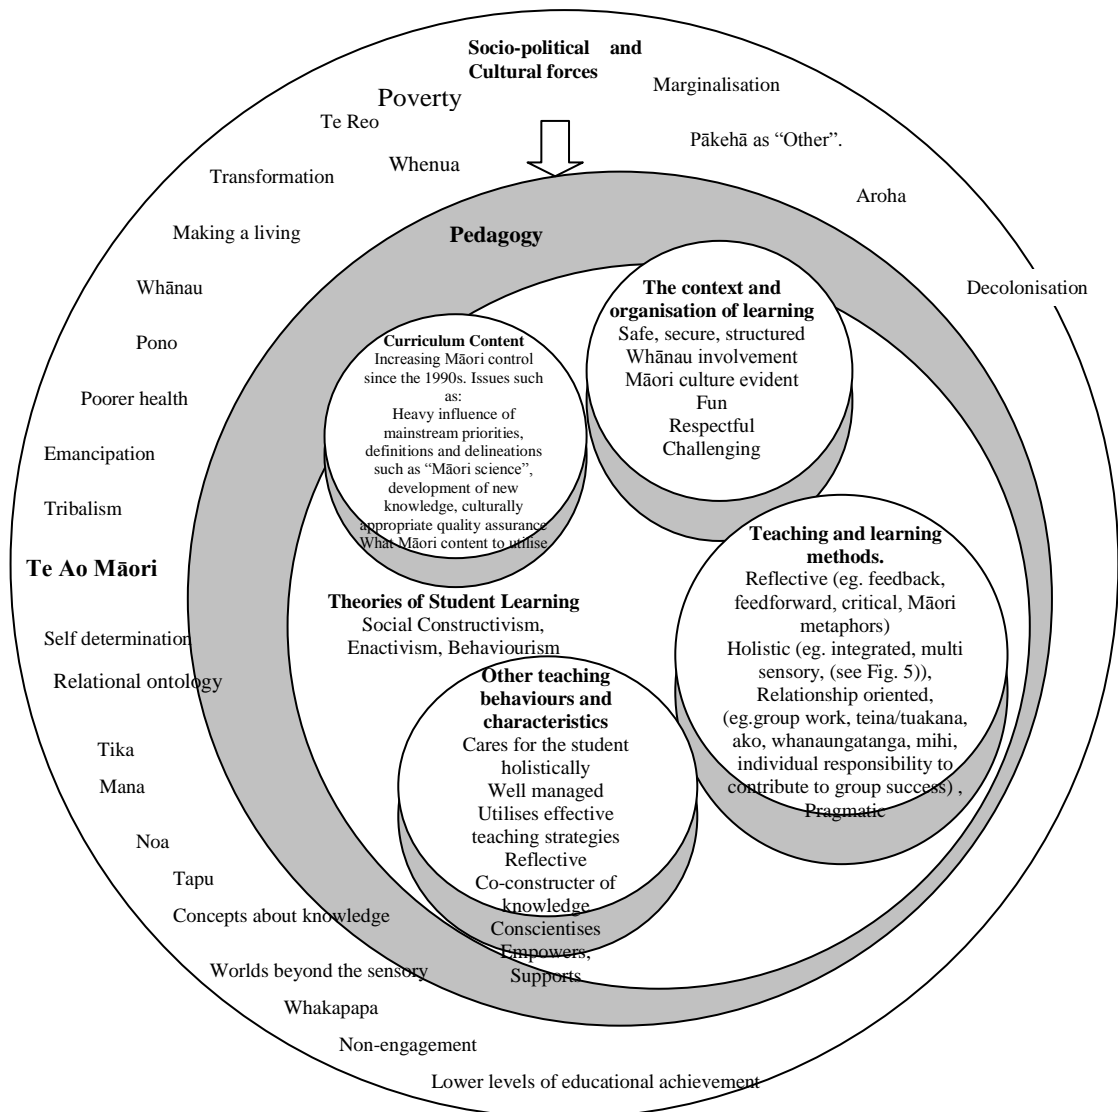 Socio-political and
Cultural forces
Poverty
Marginalisation
Te Reo
Pākehā as “Other”.
Whenua
Transformation
Aroha
Making a living
Pedagogy
Whānau
Decolonisation
Pono
Poorer health
Emancipation
Tribalism
Te Ao Māori
Self determination
Relational ontology
Tika
Mana
Noa
Tapu
Concepts about knowledge
Worlds beyond the sensory
Whakapapa
Non-engagement
Lower levels of educational achievement
The context and
organisation of learning
Safe, secure, structured
Whānau involvement
Māori culture evident
Fun
Respectful
Challenging
Curriculum Content
Increasing Māori control
since the 1990s. Issues such
as:
Heavy influence of
mainstream priorities,
definitions and delineations
such as “Māori science”,
development of new
knowledge, culturally
appropriate quality assurance
What Māori content to utilise
Teaching and learning
methods.
Reflective (eg. feedback,
feedforward, critical, Māori
metaphors)
Holistic (eg. integrated, multi
sensory, (see Fig. 5)),
Relationship oriented,
(eg.group work, teina/tuakana,
ako, whanaungatanga, mihi,
individual responsibility to
contribute to group success) ,
Pragmatic
Theories of Student Learning
Social Constructivism,
Enactivism, Behaviourism
Other teaching
behaviours and
characteristics
Cares for the student
holistically
Well managed
Utilises effective
teaching strategies
Reflective
Co-constructer of
knowledge
Conscientises
Empowers,
Supports